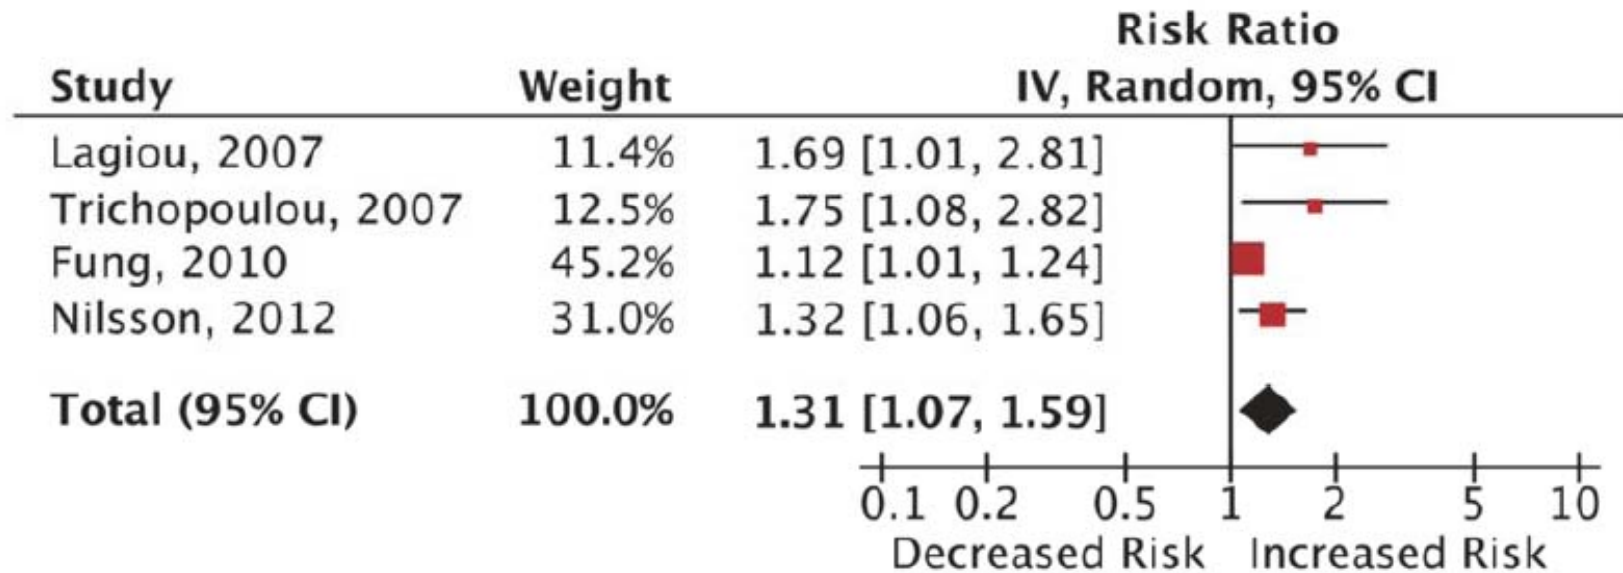 Risk Ratio
Study Weight IV, Random, 95% CI
Lagiou, 2007 11.4% 1.69 [1.01, 2.81]
Trichopoulou, 2007 12.5% 1.75 [1.08, 2.82]
Fung, 2010 45.2% 1.12 [1.01, 1.24]
Nilsson, 2012 31.0% 1.32 [1.06, 1.65]
Total (95% CI) 100.0% 1.31 [1.07, 1.59]
0.1 0.2 0.5 1 2 5 10
Decreased Risk Increased Risk